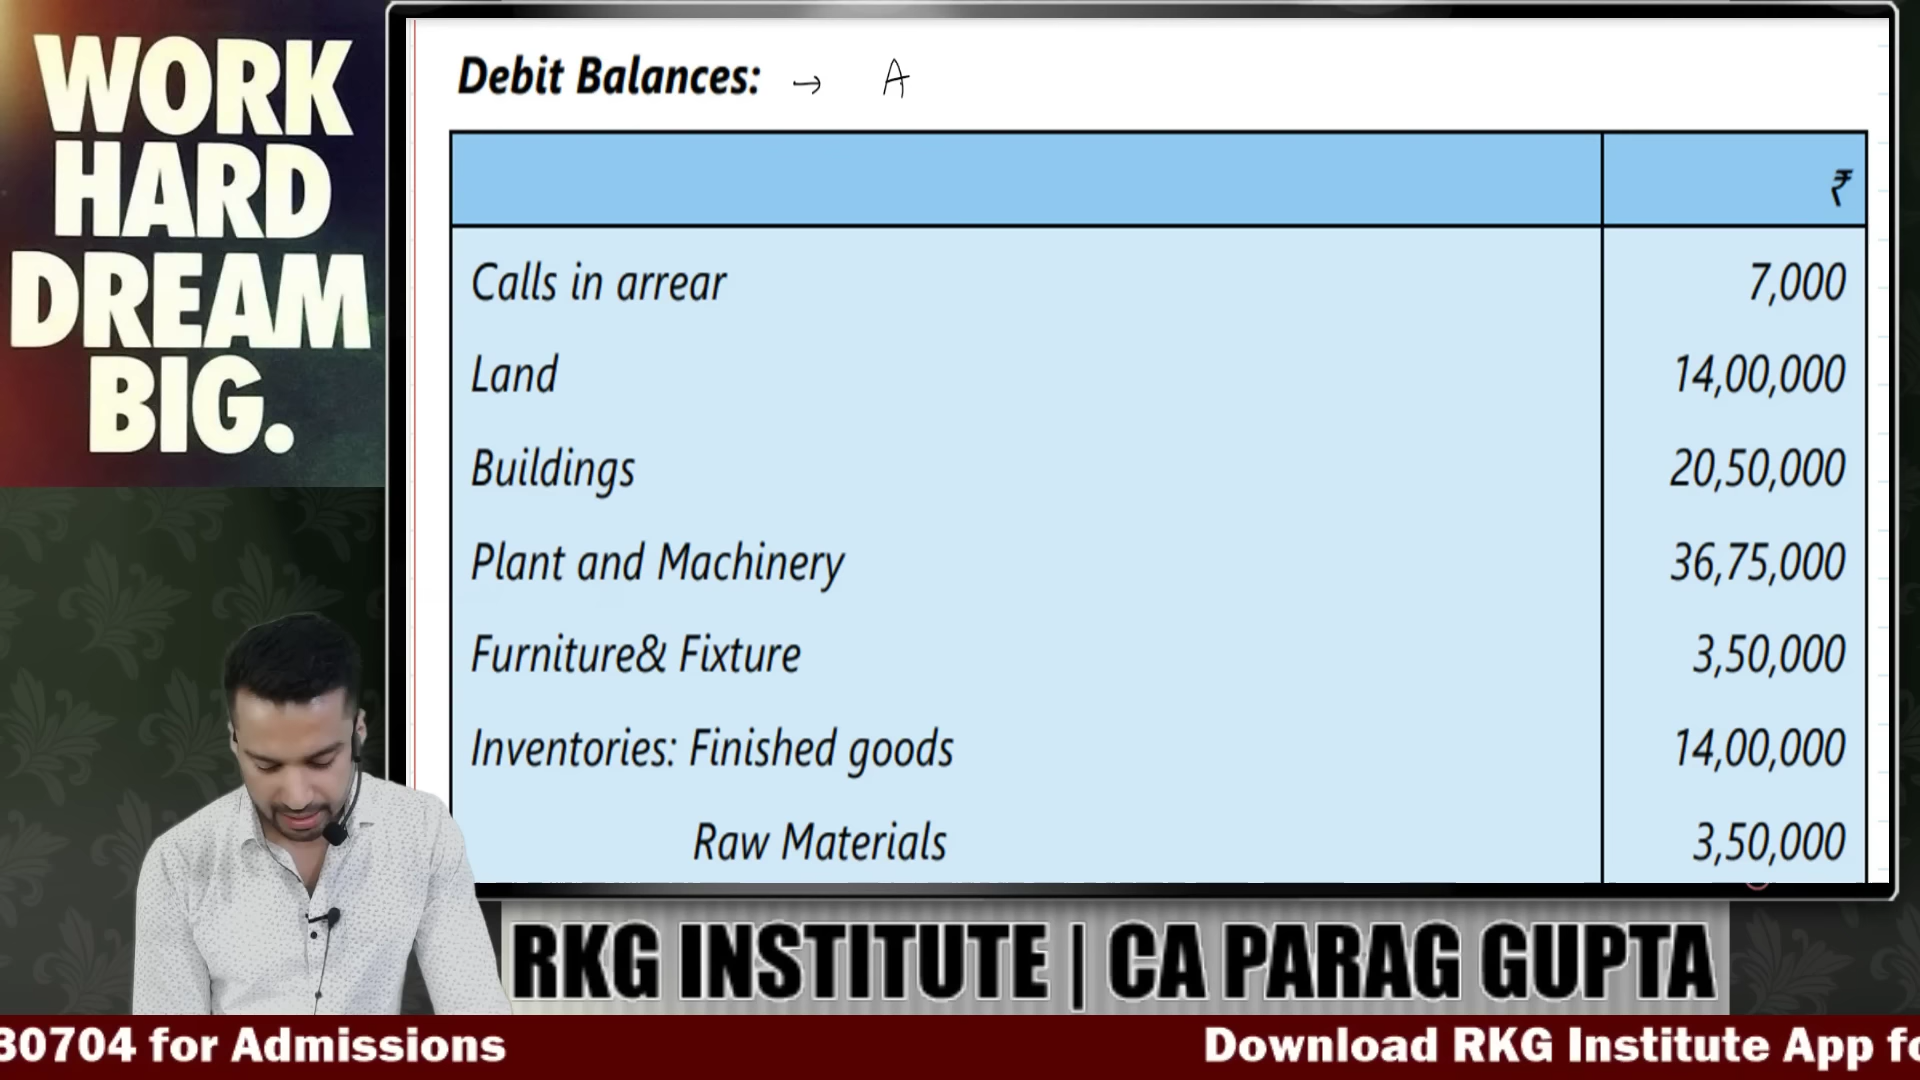 WORK
HARD
DREAM
BIG.
Debit Balances: → A
₹
Calls in arrear 7,000
Land 14,00,000
Buildings 20,50,000
Plant and Machinery 36,75,000
Furniture& Fixture 3,50,000
Inventories: Finished goods 14,00,000
Raw Materials 3,50,000
RKG INSTITUTE | CA PARAG GUPTA
30704 for Admissions Download RKG Institute App fo